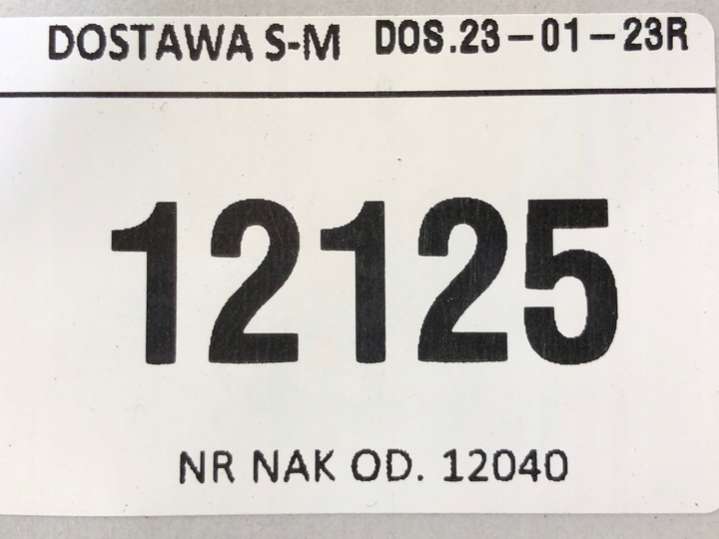 DOSTAWA S-M DOS.23-01-23R
12125
NR NAK OD. 12040